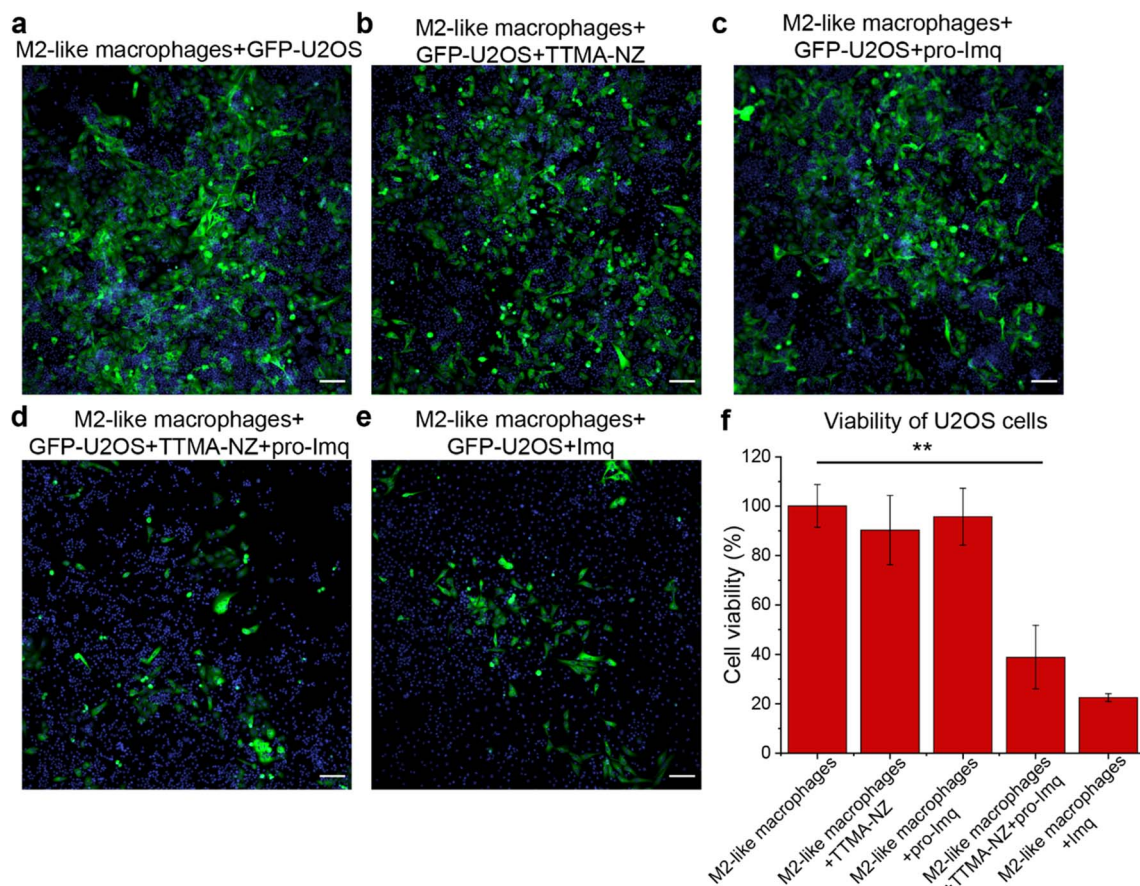 a
M2-like macrophages+GFP-U2OS
b
M2-like macrophages+
GFP-U2OS+TTMA-NZ
c
M2-like macrophages+
GFP-U2OS+pro-Imq
d
M2-like macrophages+
GFP-U2OS+TTMA-NZ+pro-Imq
e
M2-like macrophages+
GFP-U2OS+Imq
f
Viability of U2OS cells
**
Cell viability (%)
120
100
80
60
40
20
0
M2-like macrophages
M2-like macrophages
+TTMA-NZ
M2-like macrophages
+pro-Imq
M2-like macrophages
+TTMA-NZ+pro-Imq
M2-like macrophages
+Imq